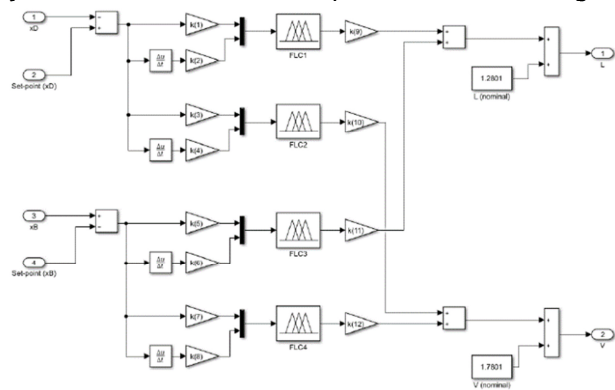 1
xD
2
Set-point (xD)
k(1)
Δu
Δt
k(2)
FLC1
k(9)
k(3)
Δu
Δt
k(4)
FLC2
k(10)
1.2801
L (nominal)
1
L
3
xB
4
Set-point (xB)
k(5)
Δu
Δt
k(6)
FLC3
k(11)
k(7)
Δu
Δt
k(8)
FLC4
k(12)
1.7801
V (nominal)
2
V